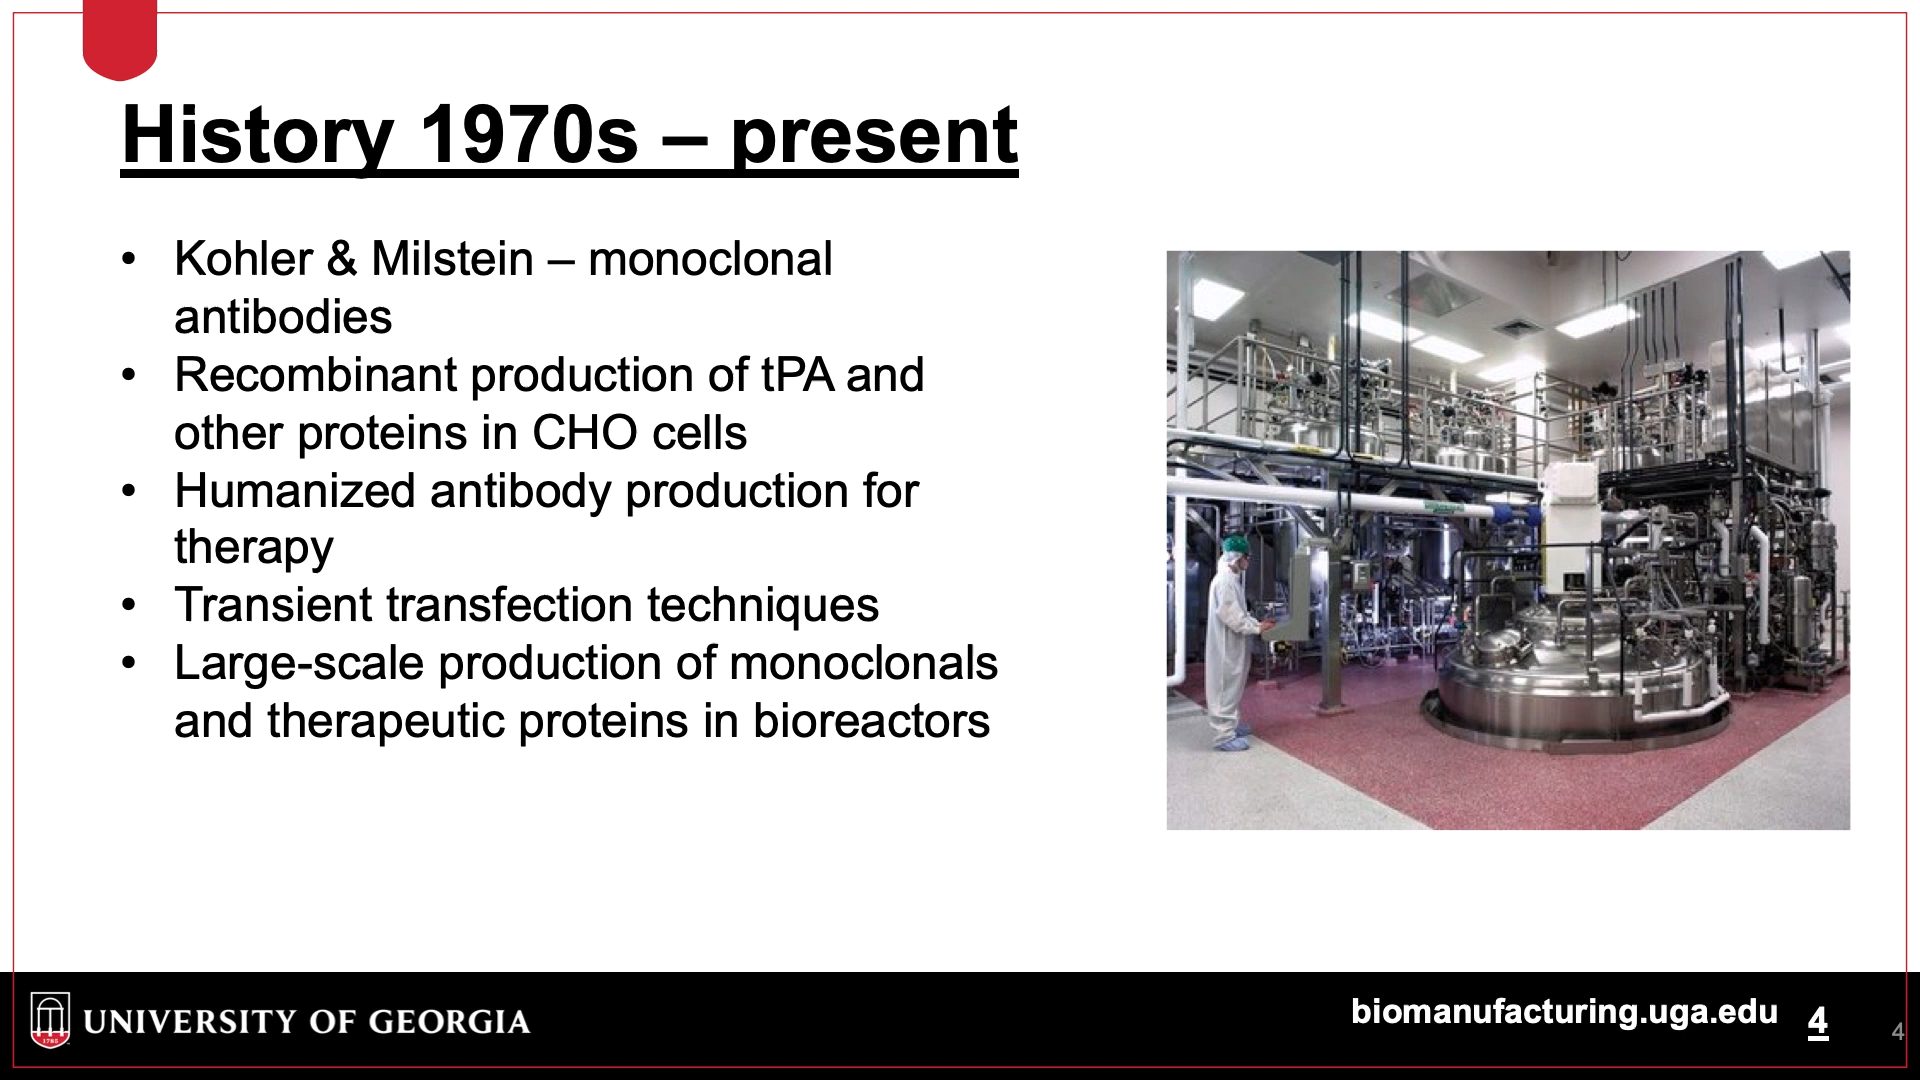 History 1970s – present
• Kohler & Milstein – monoclonal
antibodies
• Recombinant production of tPA and
other proteins in CHO cells
• Humanized antibody production for
therapy
• Transient transfection techniques
• Large-scale production of monoclonals
and therapeutic proteins in bioreactors
1785
UNIVERSITY OF GEORGIA
biomanufacturing.uga.edu
4
4